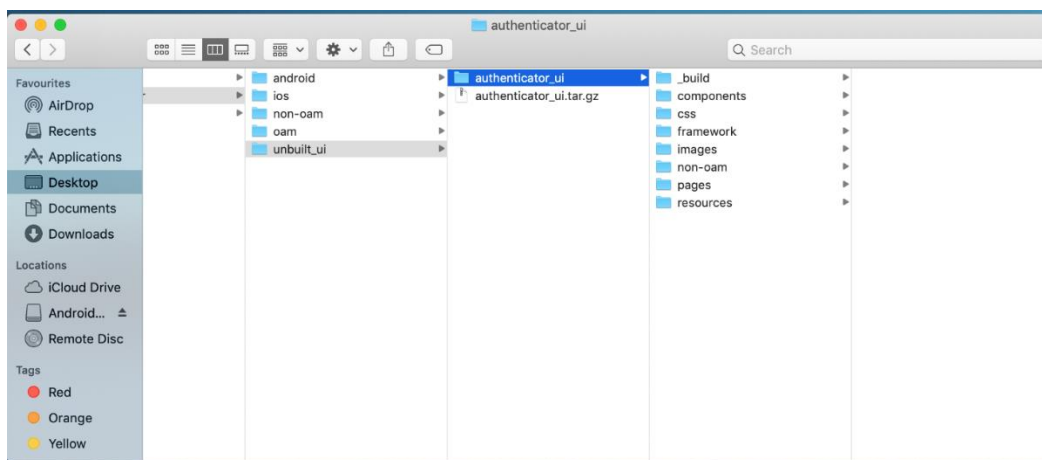 authenticator_ui
Search
Favourites
AirDrop
Recents
Applications
Desktop
Documents
Downloads
Locations
iCloud Drive
Android...
Remote Disc
Tags
Red
Orange
Yellow
android
ios
non-oam
oam
unbuilt_ui
authenticator_ui
authenticator_ui.tar.gz
_build
components
css
framework
images
non-oam
pages
resources